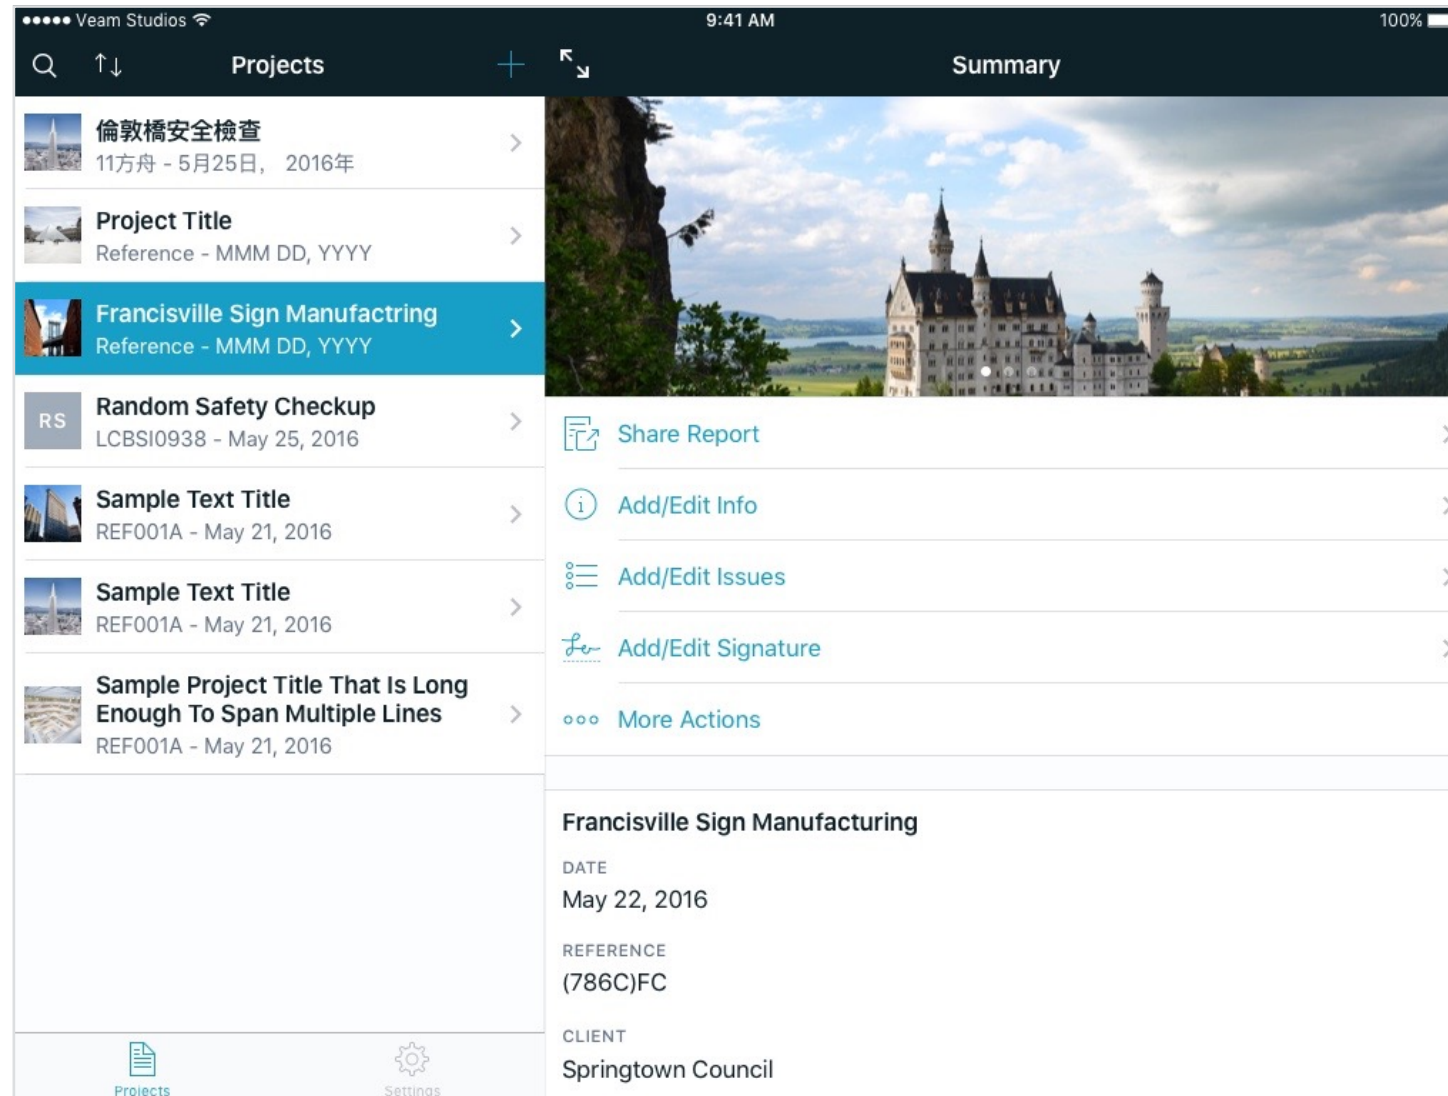 Veam Studios
9:41 AM
100%
Projects
Summary
倫敦橋安全檢查
11方舟 - 5月25日, 2016年
Project Title
Reference - MMM DD, YYYY
Francisville Sign Manufactring
Reference - MMM DD, YYYY
RS
Random Safety Checkup
LCBSI0938 - May 25, 2016
Sample Text Title
REF001A - May 21, 2016
Sample Text Title
REF001A - May 21, 2016
Sample Project Title That Is Long
Enough To Span Multiple Lines
REF001A - May 21, 2016
Projects
Settings
Share Report
Add/Edit Info
Add/Edit Issues
Add/Edit Signature
More Actions
Francisville Sign Manufacturing
DATE
May 22, 2016
REFERENCE
(786C)FC
CLIENT
Springtown Council